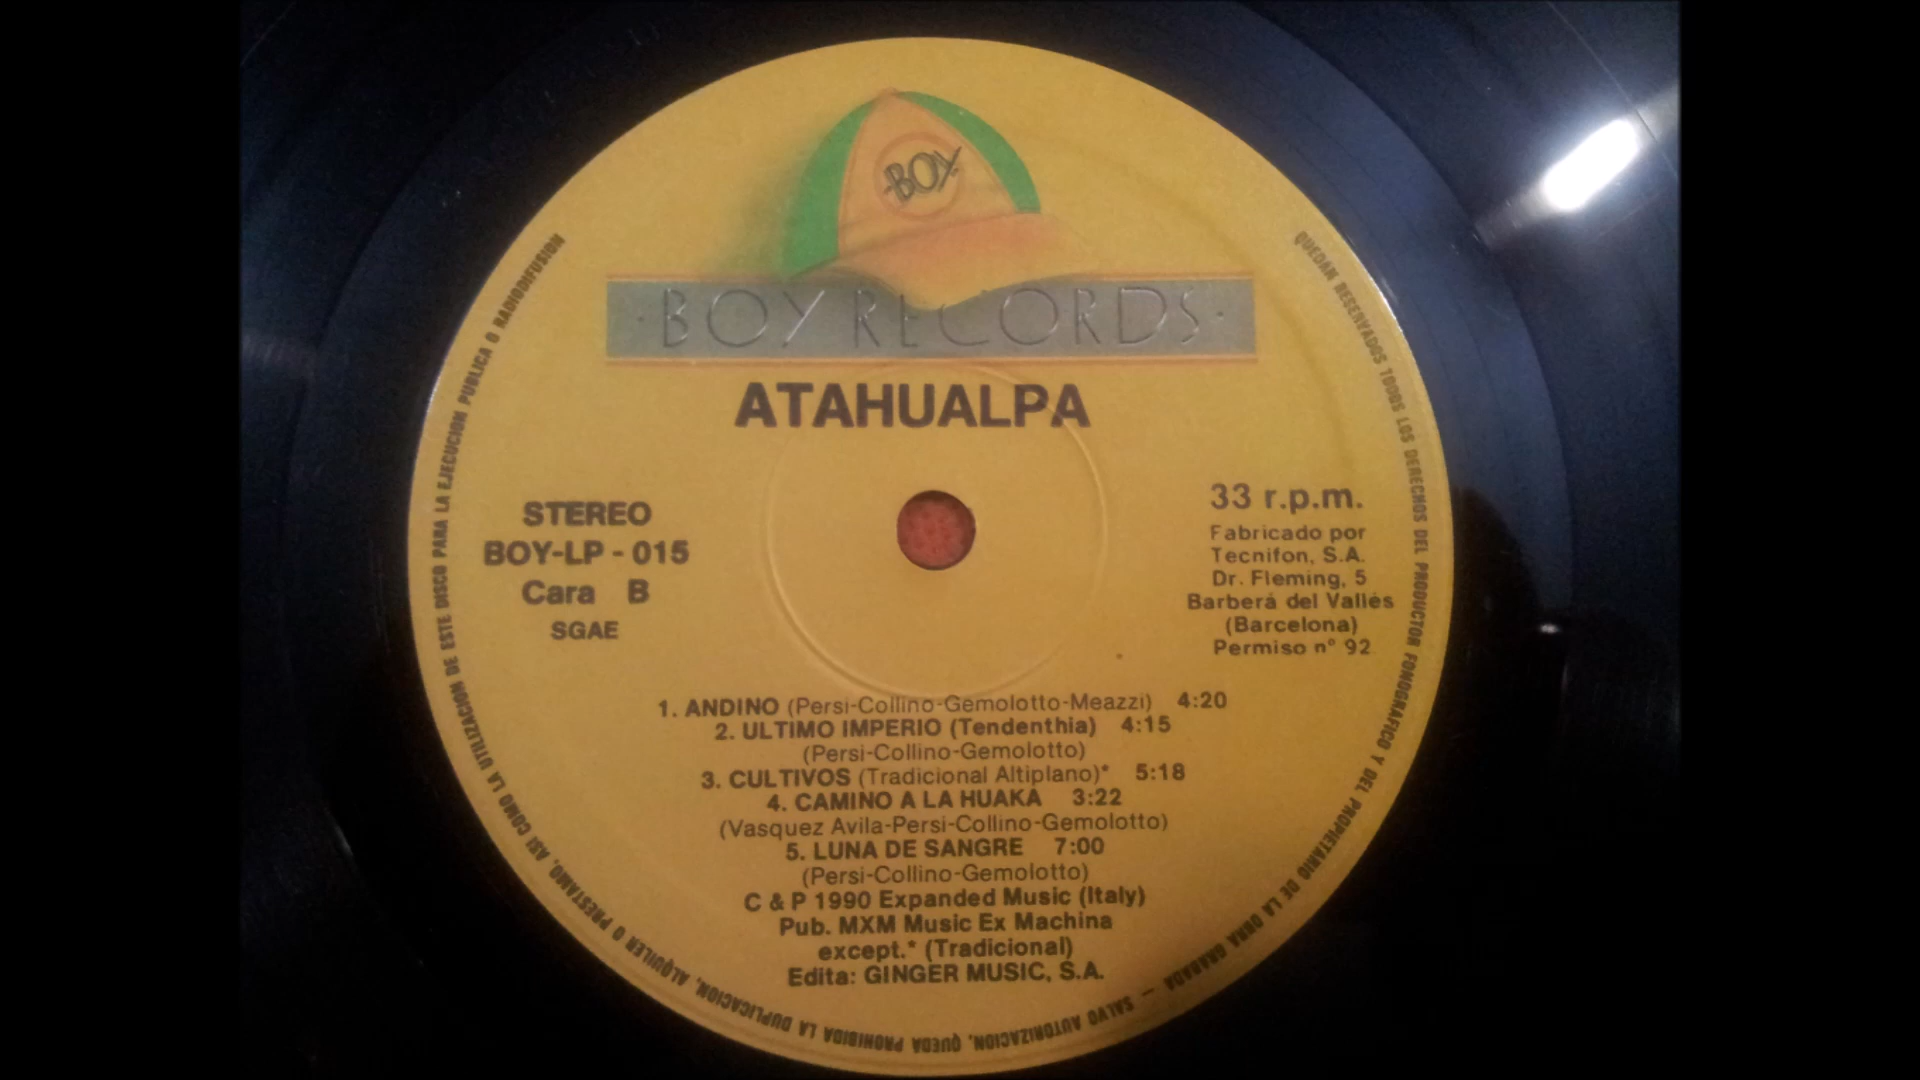 BOY
BOY RECORDS
ATAHUALPA
STEREO
BOY-LP - 015
Cara B
SGAE
33 r.p.m.
Fabricado por
Tecnifon, S.A.
Dr. Fleming, 5
Barberá del Vallés
(Barcelona)
Permiso n° 92
1. ANDINO (Persi-Collino-Gemolotto-Meazzi) 4:20
2. ULTIMO IMPERIO (Tendenthia) 4:15
(Persi-Collino-Gemolotto)
3. CULTIVOS (Tradicional Altiplano)* 5:18
4. CAMINO A LA HUAKA 3:22
(Vasquez Avila-Persi-Collino-Gemolotto)
5. LUNA DE SANGRE 7:00
(Persi-Collino-Gemolotto)
C & P 1990 Expanded Music (Italy)
Pub. MXM Music Ex Machina
except.* (Tradicional)
Edita: GINGER MUSIC, S.A.
QUEDAN RESERVADOS TODOS LOS DERECHOS DEL PRODUCTOR FONOGRAFICO Y DEL PROPIETARIO DE LA OBRA GRABADA — SALVO AUTORIZACION, QUEDA PROHIBIDA LA DUPLICACION, ALQUILER O PRESTAMO, ASI COMO LA UTILIZACION DE ESTE DISCO PARA LA EJECUCION PUBLICA O RADIODIFUSION